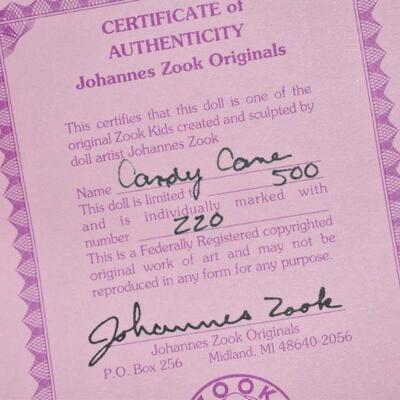 CERTIFICATE of
AUTHENTICITY
Johannes Zook Originals
This certifies that this doll is one of the
original Zook Kids created and sculpted by
doll artist Johannes Zook
Name Candy Cane
This doll is limited t 500
and is individually marked with
number 220
This is a Federally Registered copyrighted
original work of art and may not be
reproduced in any form for any purpose.
Johannes Zook
Johannes Zook Originals
P.O. Box 256 Midland, MI 48640-2056
ZOOK